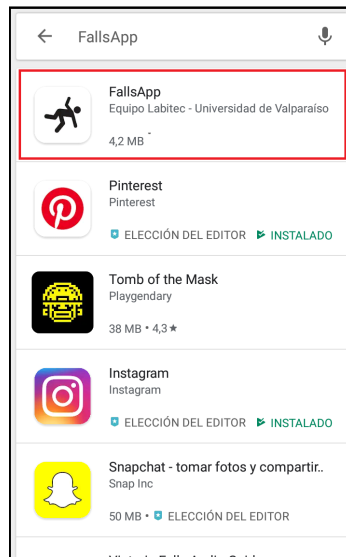 FallsApp
FallsApp
Equipo Labitec - Universidad de Valparaíso
4,2 MB
Pinterest
Pinterest
ELECCIÓN DEL EDITOR INSTALADO
Tomb of the Mask
Playgendary
38 MB • 4,3 ★
Instagram
Instagram
ELECCIÓN DEL EDITOR INSTALADO
Snapchat - tomar fotos y compartir..
Snap Inc
50 MB • ELECCIÓN DEL EDITOR